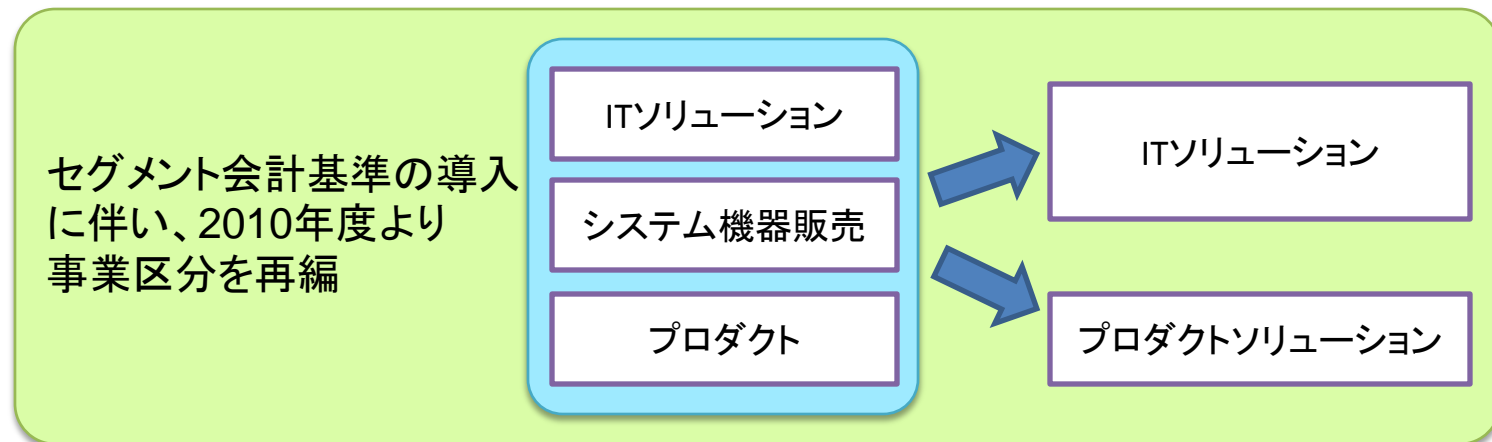 セグメント会計基準の導入
に伴い、2010年度より
事業区分を再編
ITソリューション
システム機器販売
プロダクト
ITソリューション
プロダクトソリューション